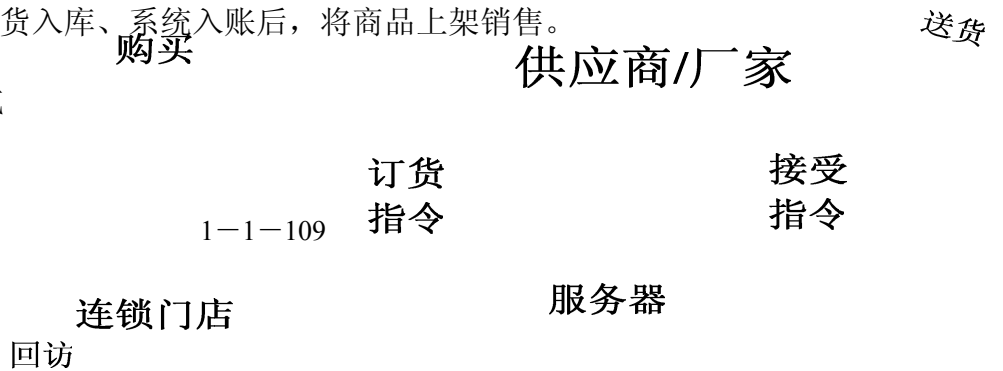 货入库、系统入账后，将商品上架销售。
送货
购买
供应商/厂家
订货
指令
接受
指令
1－1－109
连锁门店
服务器
回访